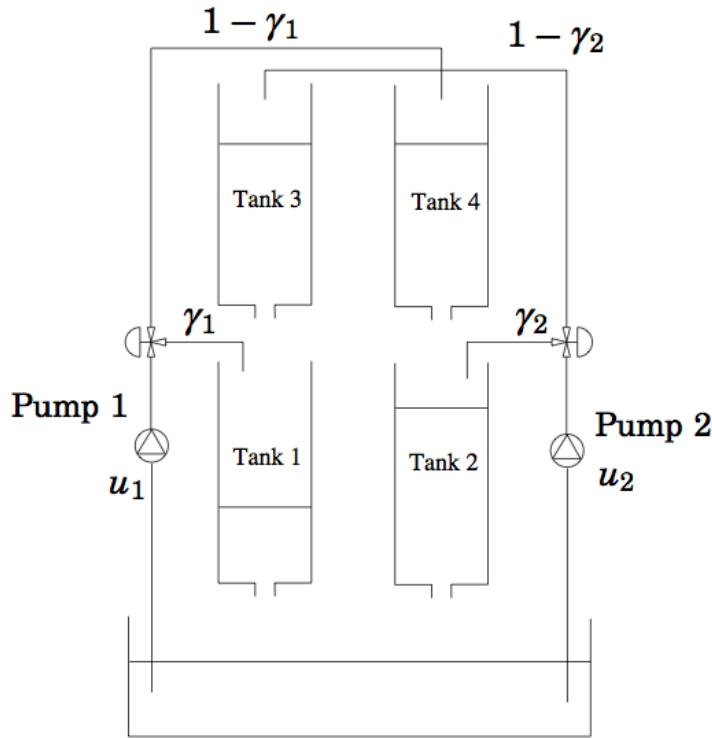 1 − γ₁
1 − γ₂
Tank 3
Tank 4
γ₁
γ₂
Pump 1
Pump 2
Tank 1
Tank 2
u₁
u₂